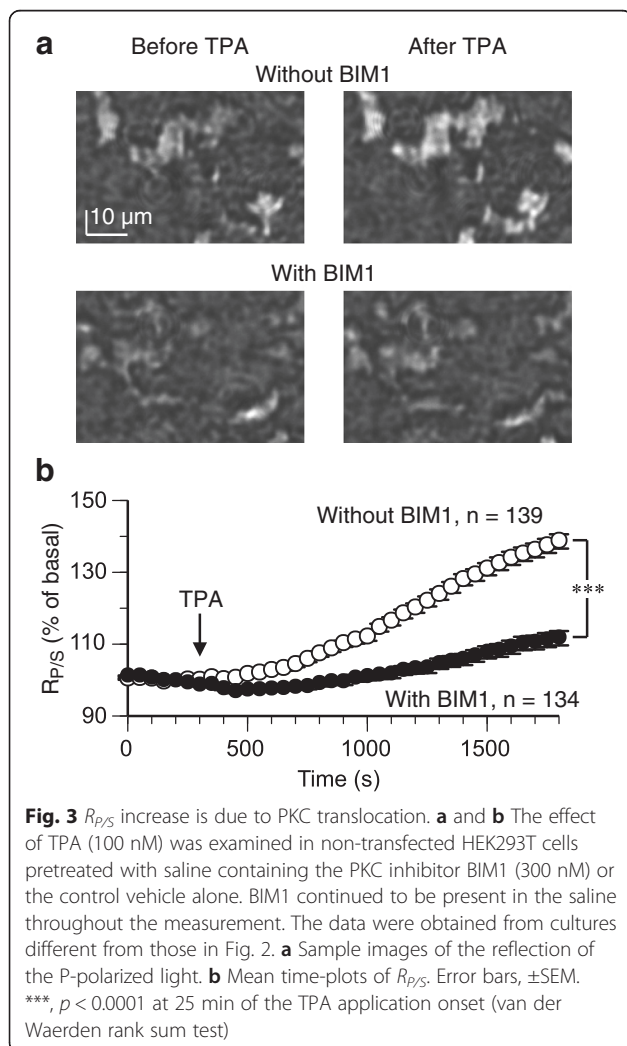 a
Before TPA After TPA
Without BIM1
10 μm
With BIM1
b
150
130
110
90
R_P/S (% of basal)
Without BIM1, n = 139
TPA
***
With BIM1, n = 134
0 500 1000 1500
Time (s)
Fig. 3 R_P/S increase is due to PKC translocation. a and b The effect
of TPA (100 nM) was examined in non-transfected HEK293T cells
pretreated with saline containing the PKC inhibitor BIM1 (300 nM) or
the control vehicle alone. BIM1 continued to be present in the saline
throughout the measurement. The data were obtained from cultures
different from those in Fig. 2. a Sample images of the reflection of
the P-polarized light. b Mean time-plots of R_P/S. Error bars, ±SEM.
***, p < 0.0001 at 25 min of the TPA application onset (van der
Waerden rank sum test)